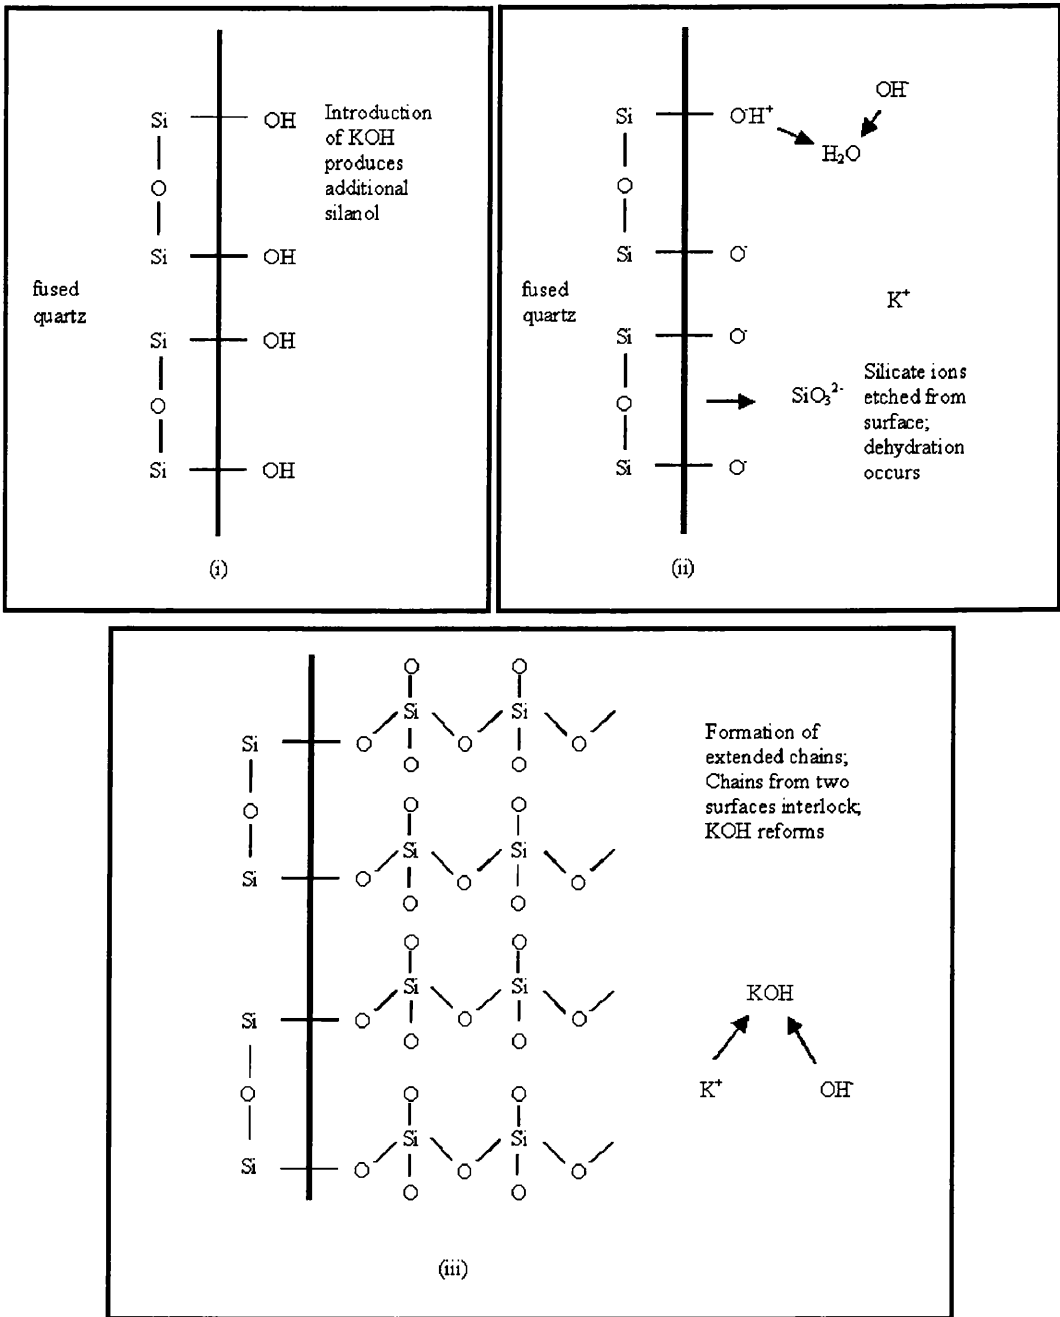 Si
OH
Introduction
of KOH
produces
additional
silanol
O
Si
OH
fused
quartz
Si
OH
O
Si
OH
(i)
Si
O⁻H⁺
OH⁻
H₂O
O
Si
O⁻
fused
quartz
K⁺
Si
O⁻
O
SiO₃²⁻
Silicate ions
etched from
surface;
dehydration
occurs
Si
O⁻
(ii)
O O
Si Si
Si O O O
O O
O
O O
Si Si
Si O O O
O O
O O
Si Si
Si O O O
O O
O
O O
Si Si
Si O O O
O O
Formation of
extended chains;
Chains from two
surfaces interlock;
KOH reforms
KOH
K⁺ OH⁻
(iii)